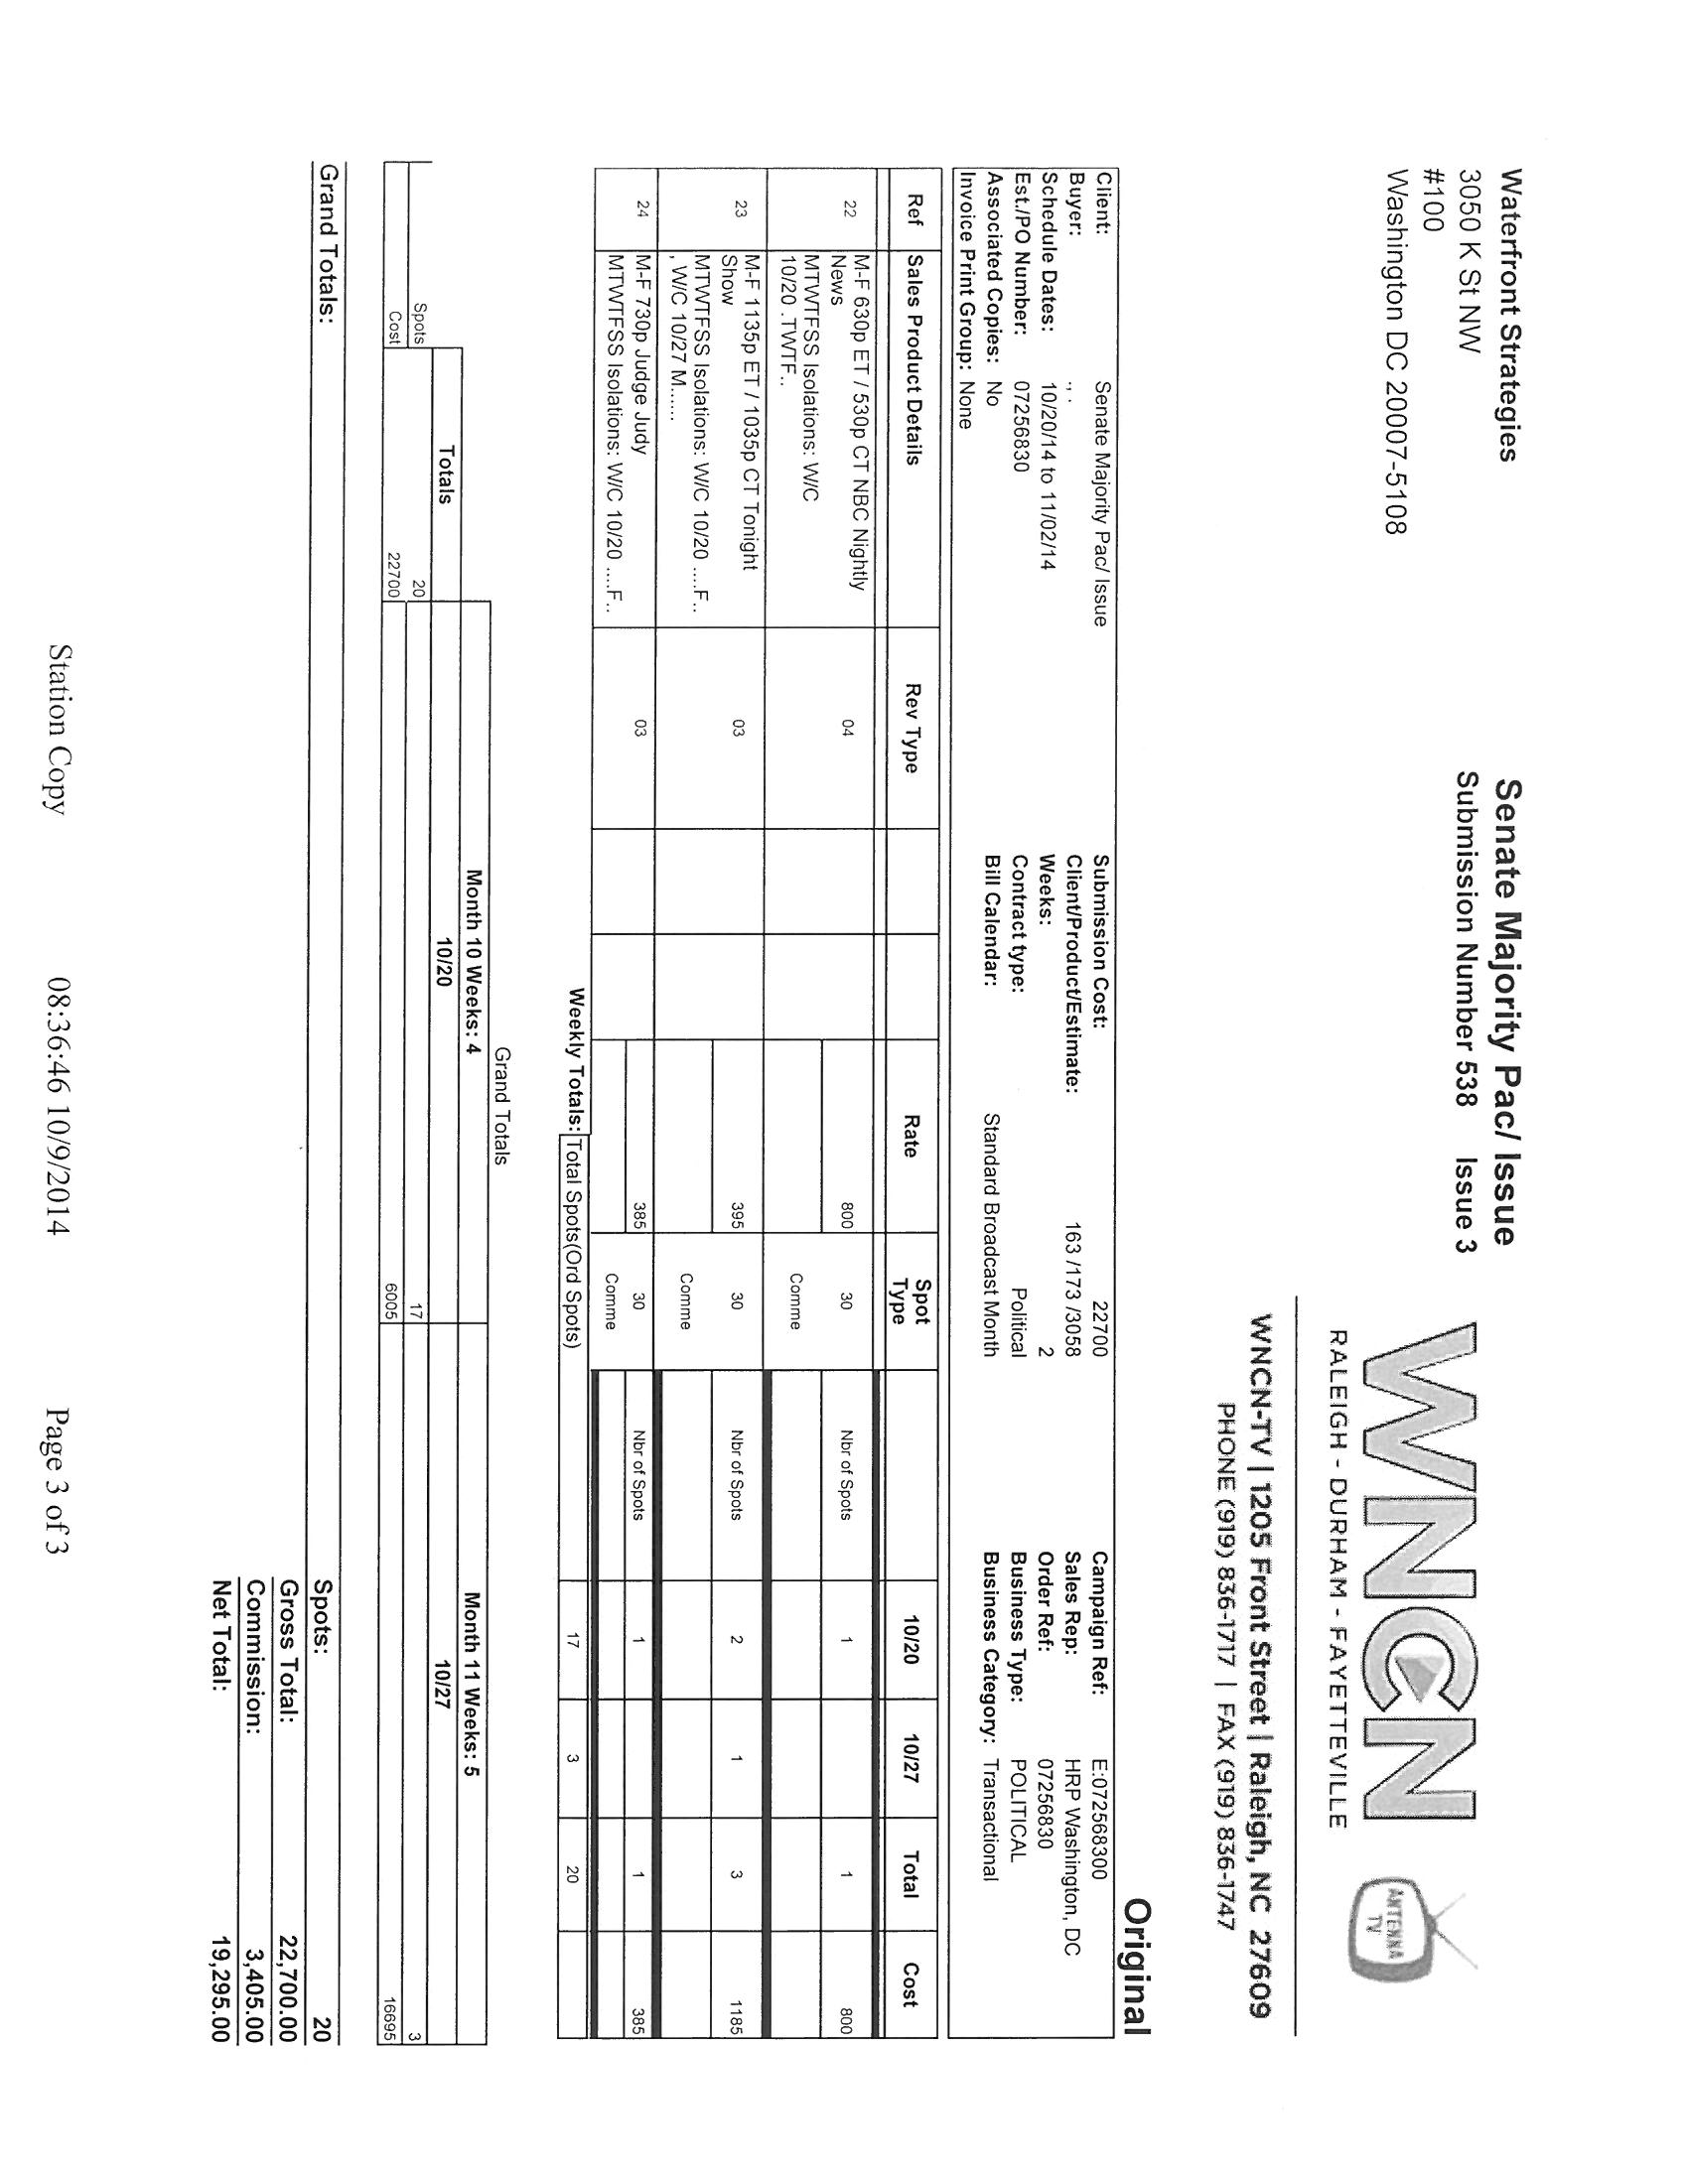 Waterfront Strategies
3050 K St NW
#100
Washington DC 20007-5108
Senate Majority Pac/ Issue
Submission Number 538 Issue 3
WNCN
RALEIGH - DURHAM - FAYETTEVILLE
ANTENNA TV
WNCN-TV | 1205 Front Street | Raleigh, NC 27609
PHONE (919) 836-1717 | FAX (919) 836-1747
Original
Client: Senate Majority Pac/ Issue Submission Cost: 22700 Campaign Ref: E:072568300
Buyer: , . Client/Product/Estimate: 163 /173 /3058 Sales Rep: HRP Washington, DC
Schedule Dates: 10/20/14 to 11/02/14 Weeks: 2 Order Ref: 07256830
Est./PO Number: 07256830 Contract type: Political Business Type: POLITICAL
Associated Copies: No Bill Calendar: Standard Broadcast Month Business Category: Transactional
Invoice Print Group: None
Ref Sales Product Details Rev Type Rate Spot Type 10/20 10/27 Total Cost
22 M-F 630p ET / 530p CT NBC Nightly 04 800 30 Nbr of Spots 1 1 800
News
MTWTFSS Isolations: W/C Comme
10/20 .TWTF..
23 M-F 1135p ET / 1035p CT Tonight 03 395 30 Nbr of Spots 2 1 3 1185
Show
MTWTFSS Isolations: W/C 10/20 ....F.. Comme
, W/C 10/27 M......
24 M-F 730p Judge Judy 03 385 30 Nbr of Spots 1 1 385
MTWTFSS Isolations: W/C 10/20 ....F.. Comme
Weekly Totals: Total Spots(Ord Spots) 17 3 20
Grand Totals
Month 10 Weeks: 4 Month 11 Weeks: 5
Totals 10/20 10/27
Spots 20 17 3
Cost 22700 6005 16695
Grand Totals: Spots: 20
Gross Total: 22,700.00
Commission: 3,405.00
Net Total: 19,295.00
Station Copy 08:36:46 10/9/2014 Page 3 of 3